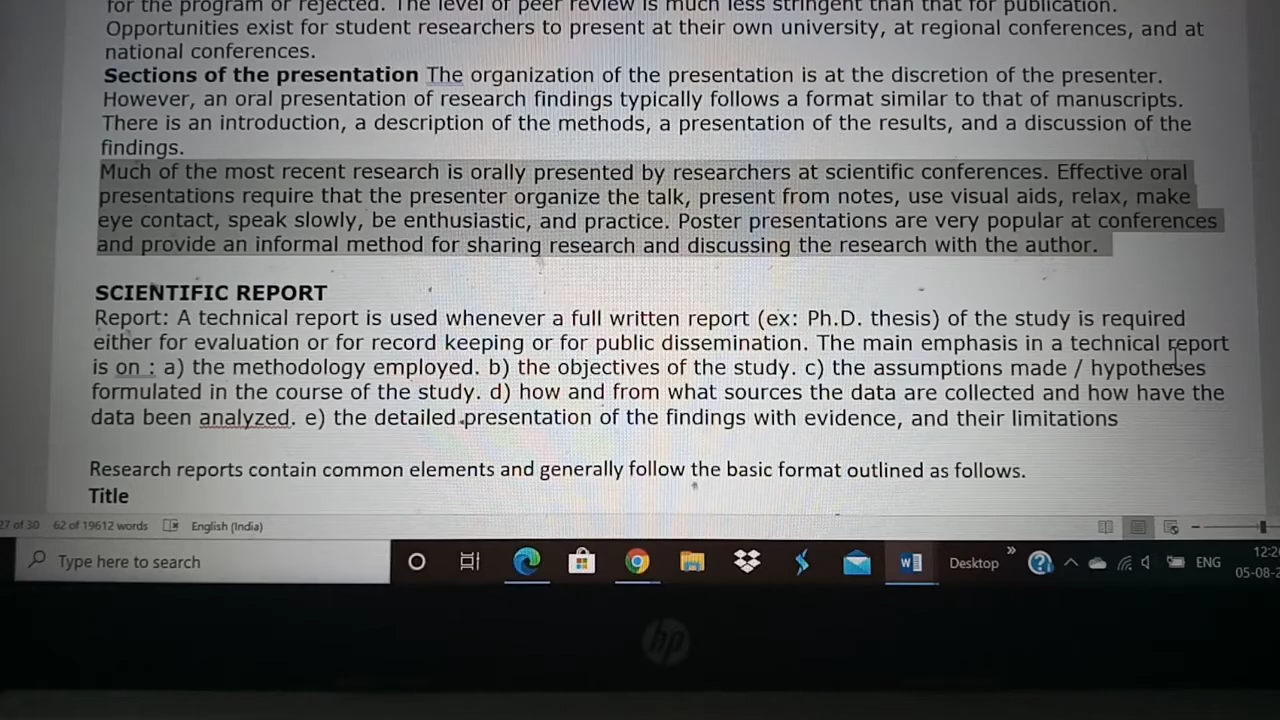 for the program or rejected. The level of peer review is much less stringent than that for publication.
Opportunities exist for student researchers to present at their own university, at regional conferences, and at
national conferences.
Sections of the presentation The organization of the presentation is at the discretion of the presenter.
However, an oral presentation of research findings typically follows a format similar to that of manuscripts.
There is an introduction, a description of the methods, a presentation of the results, and a discussion of the
findings.
Much of the most recent research is orally presented by researchers at scientific conferences. Effective oral
presentations require that the presenter organize the talk, present from notes, use visual aids, relax, make
eye contact, speak slowly, be enthusiastic, and practice. Poster presentations are very popular at conferences
and provide an informal method for sharing research and discussing the research with the author.
SCIENTIFIC REPORT
Report: A technical report is used whenever a full written report (ex: Ph.D. thesis) of the study is required
either for evaluation or for record keeping or for public dissemination. The main emphasis in a technical report
is on : a) the methodology employed. b) the objectives of the study. c) the assumptions made / hypotheses
formulated in the course of the study. d) how and from what sources the data are collected and how have the
data been analyzed. e) the detailed presentation of the findings with evidence, and their limitations
Research reports contain common elements and generally follow the basic format outlined as follows.
Title
27 of 30 62 of 19612 words English (India)
Type here to search Desktop ENG
12:2
05-08-2
hp